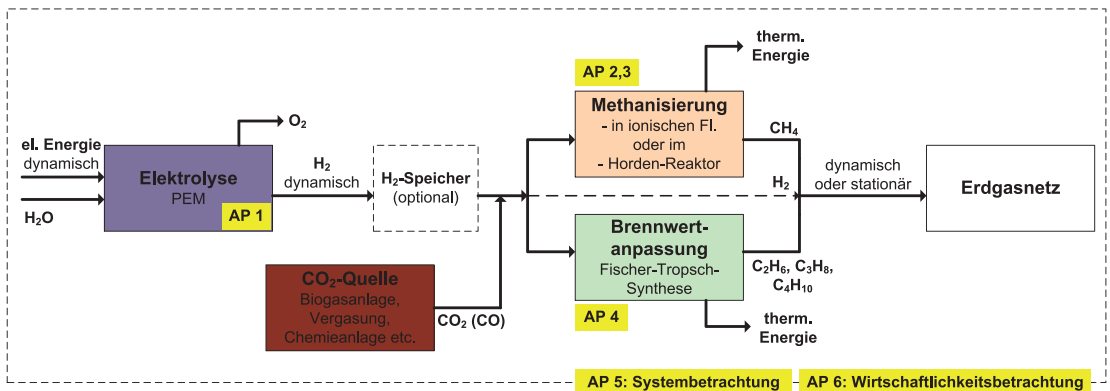 el. Energie
dynamisch
H₂O
Elektrolyse
PEM
AP 1
O₂
H₂
dynamisch
H₂-Speicher
(optional)
CO₂-Quelle
Biogasanlage,
Vergasung,
Chemieanlage etc.
CO₂ (CO)
AP 2,3
Methanisierung
- in ionischen Fl.
oder im
- Horden-Reaktor
therm.
Energie
CH₄
H₂
Brennwert-
anpassung
Fischer-Tropsch-
Synthese
AP 4
C₂H₆, C₃H₈,
C₄H₁₀
therm.
Energie
dynamisch
oder stationär
Erdgasnetz
AP 5: Systembetrachtung
AP 6: Wirtschaftlichkeitsbetrachtung